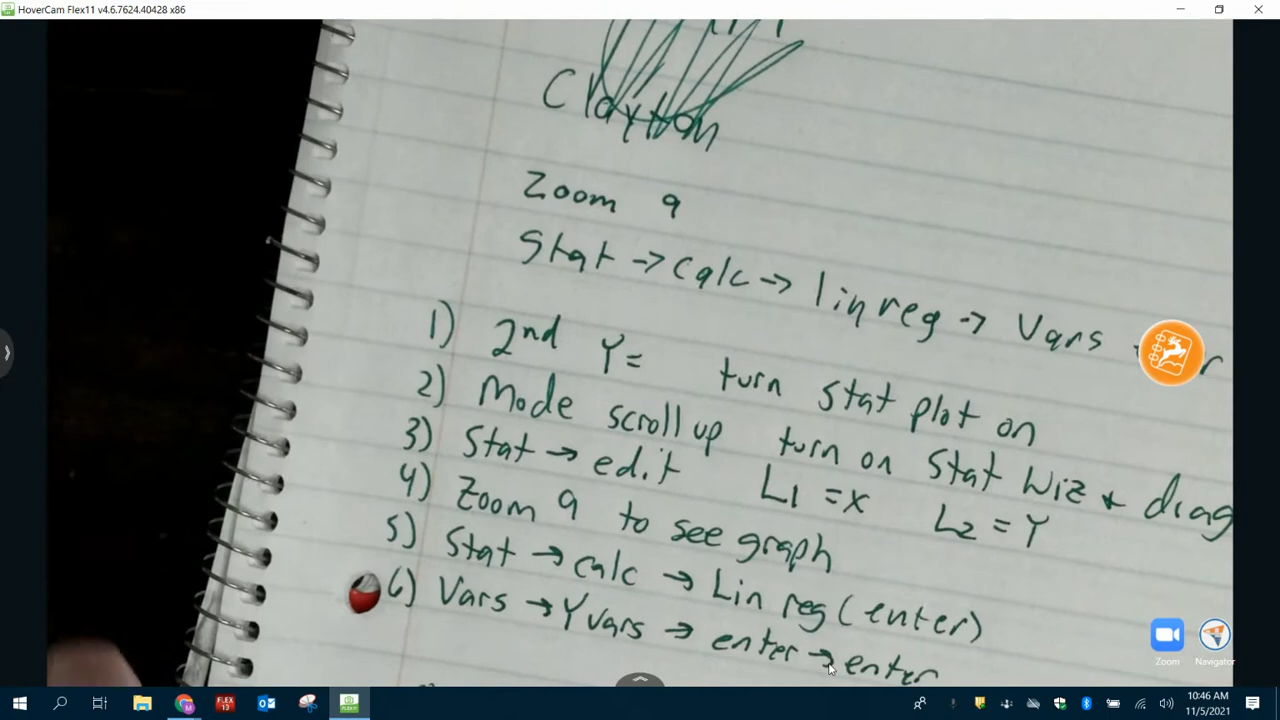 HoverCam Flex11 v4.6.7624.40428 x86
Clayton
Zoom 9
Stat → calc → linreg → Vars
1) 2nd Y= turn stat plot on
2) Mode scroll up turn on Stat Wiz + diag
3) Stat → edit L1 = X L2 = Y
4) Zoom 9 to see graph
5) Stat → calc → Lin reg (enter)
6) Vars → Y vars → enter → enter
Zoom
Navigator
FLEX
11
10:46 AM
11/5/2021